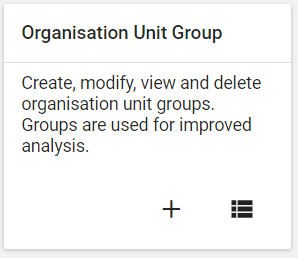 Organisation Unit Group
Create, modify, view and delete
organisation unit groups.
Groups are used for improved
analysis.